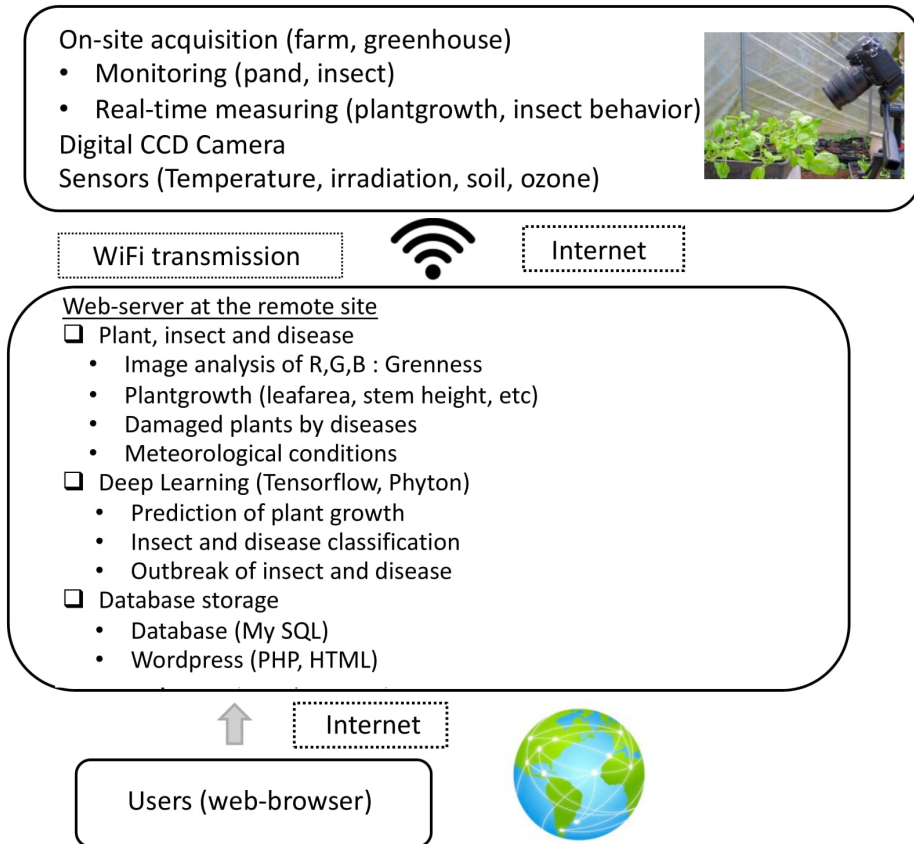 On-site acquisition (farm, greenhouse)
• Monitoring (pand, insect)
• Real-time measuring (plantgrowth, insect behavior)
Digital CCD Camera
Sensors (Temperature, irradiation, soil, ozone)
WiFi transmission
Internet
Web-server at the remote site
❑ Plant, insect and disease
• Image analysis of R,G,B : Grenness
• Plantgrowth (leafarea, stem height, etc)
• Damaged plants by diseases
• Meteorological conditions
❑ Deep Learning (Tensorflow, Phyton)
• Prediction of plant growth
• Insect and disease classification
• Outbreak of insect and disease
❑ Database storage
• Database (My SQL)
• Wordpress (PHP, HTML)
Internet
Users (web-browser)